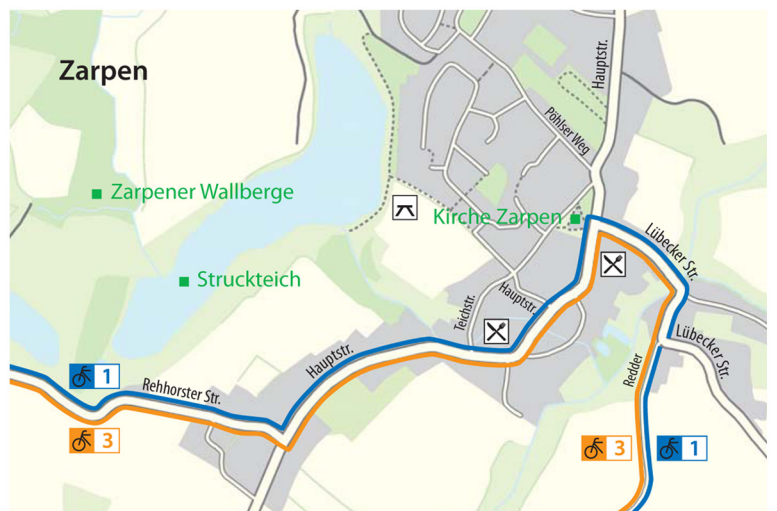 Zarpen
Hauptstr.
Pöhlser Weg
Zarpener Wallberge
Kirche Zarpen
Lübecker Str.
Struckteich
Hauptstr.
Teichstr.
Lübecker Str.
Hauptstr.
Redder
1
Rehhorster Str.
3
3
1